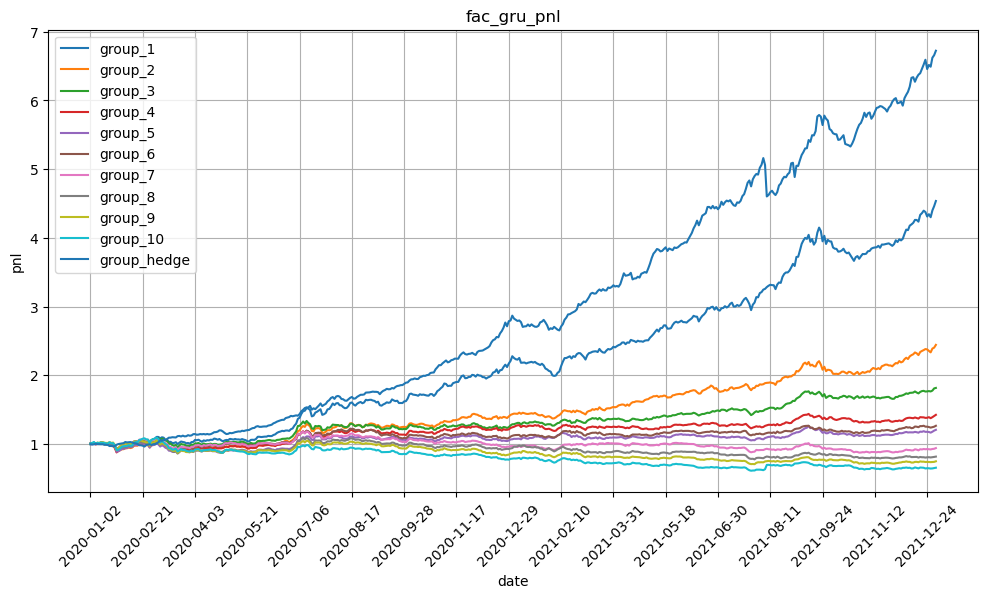 fac_gru_pnl
7
6
5
4
3
2
1
pnl
group_1
group_2
group_3
group_4
group_5
group_6
group_7
group_8
group_9
group_10
group_hedge
2020-01-02
2020-02-21
2020-04-03
2020-05-21
2020-07-06
2020-08-17
2020-09-28
2020-11-17
2020-12-29
2021-02-10
2021-03-31
2021-05-18
2021-06-30
2021-08-11
2021-09-24
2021-11-12
2021-12-24
date